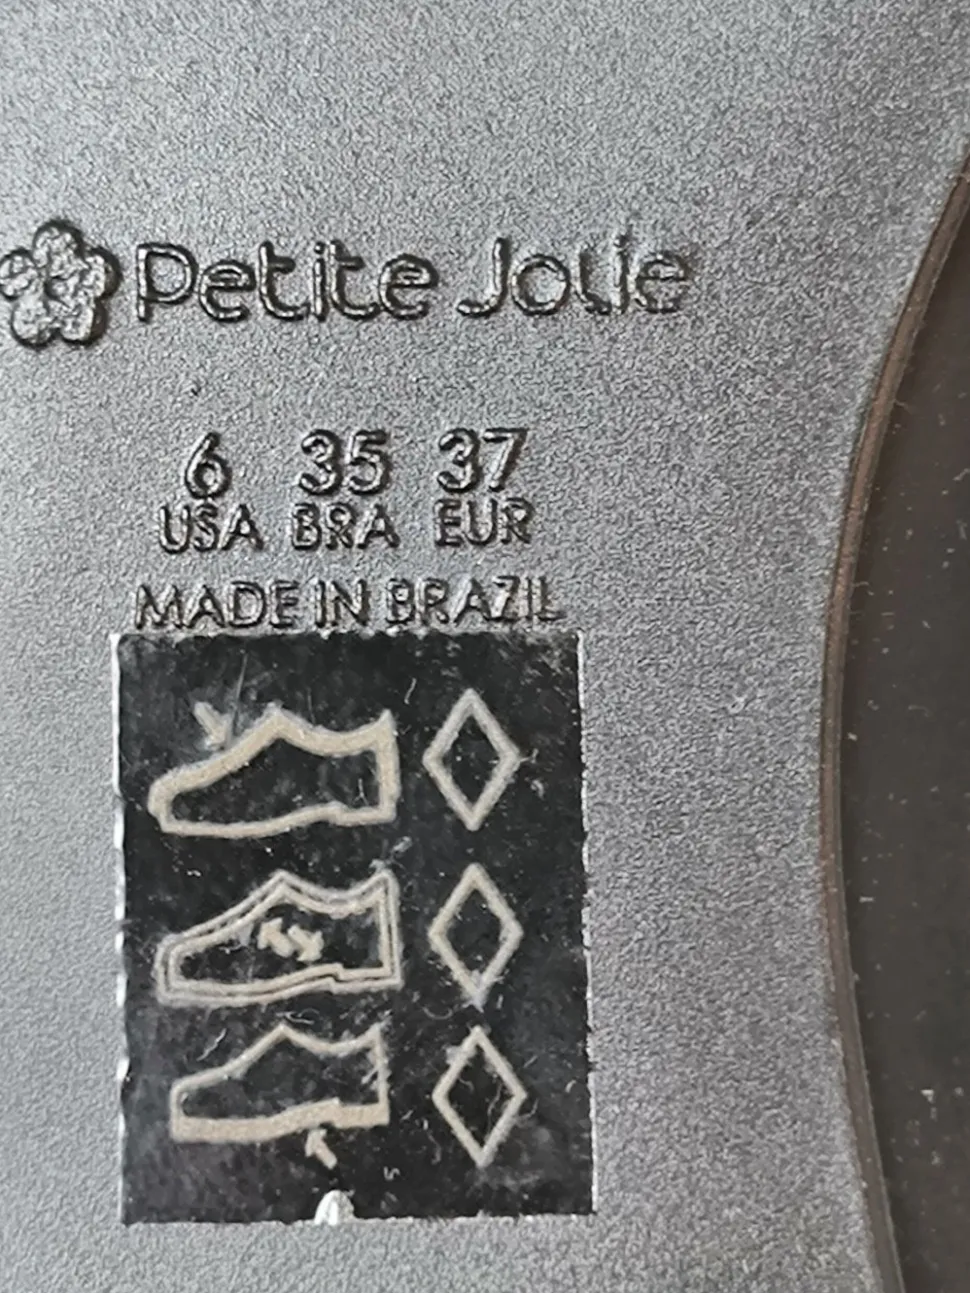 Petite Jolie
6 35 37
USA BRA EUR
MADE IN BRAZIL